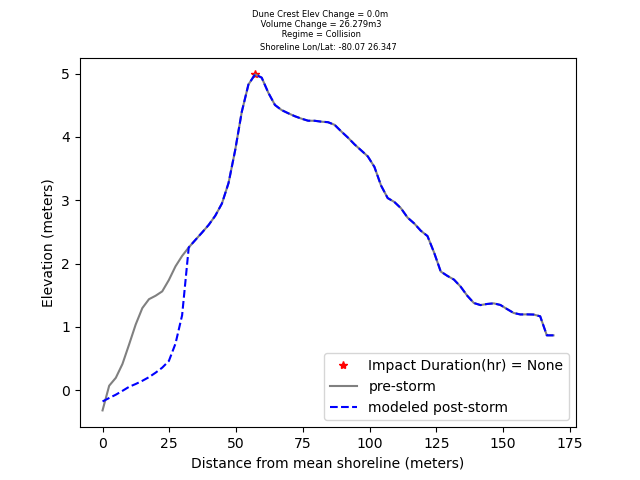 Dune Crest Elev Change = 0.0m
Volume Change = 26.279m3
Regime = Collision
Shoreline Lon/Lat: -80.07 26.347
5
4
3
2
1
0
Elevation (meters)
Impact Duration(hr) = None
pre-storm
modeled post-storm
0 25 50 75 100 125 150 175
Distance from mean shoreline (meters)